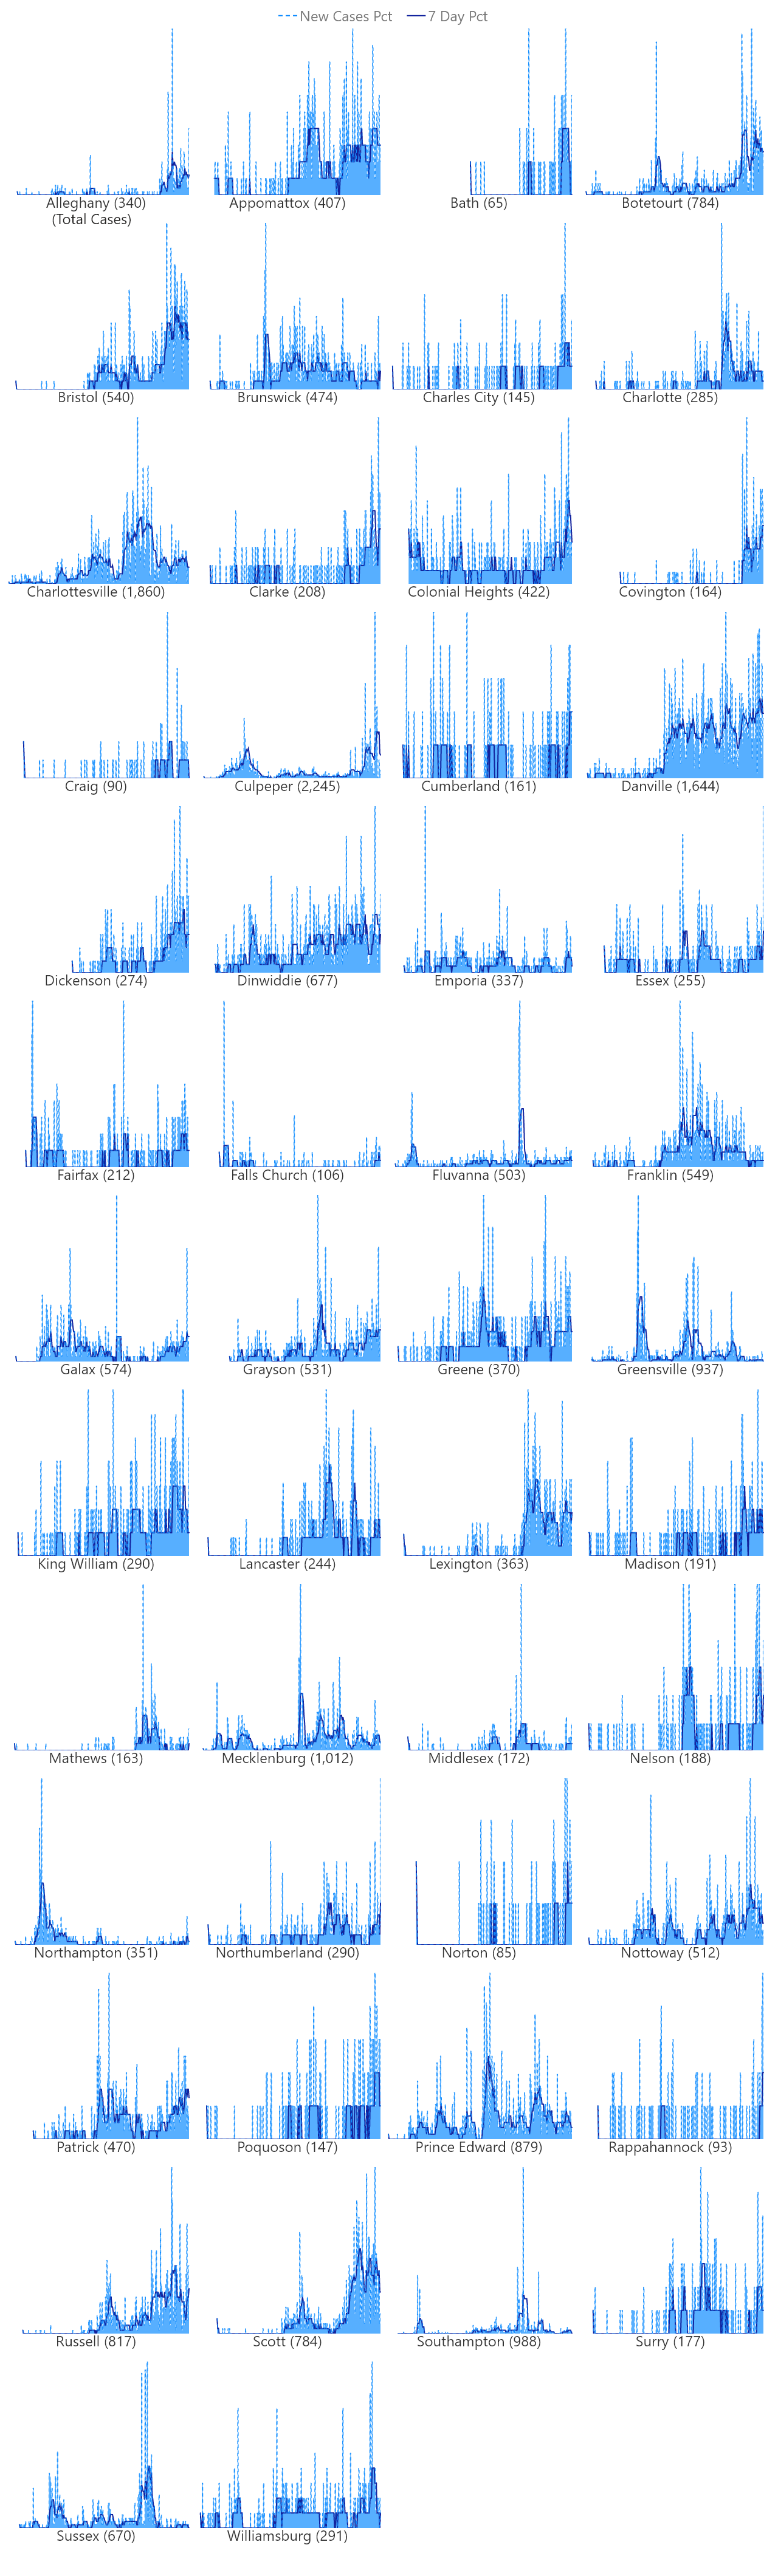 New Cases Pct 7 Day Pct
Alleghany (340) Appomattox (407) Bath (65) Botetourt (784)
(Total Cases)
Bristol (540) Brunswick (474) Charles City (145) Charlotte (285)
Charlottesville (1,860) Clarke (208) Colonial Heights (422) Covington (164)
Craig (90) Culpeper (2,245) Cumberland (161) Danville (1,644)
Dickenson (274) Dinwiddie (677) Emporia (337) Essex (255)
Fairfax (212) Falls Church (106) Fluvanna (503) Franklin (549)
Galax (574) Grayson (531) Greene (370) Greensville (937)
King William (290) Lancaster (244) Lexington (363) Madison (191)
Mathews (163) Mecklenburg (1,012) Middlesex (172) Nelson (188)
Northampton (351) Northumberland (290) Norton (85) Nottoway (512)
Patrick (470) Poquoson (147) Prince Edward (879) Rappahannock (93)
Russell (817) Scott (784) Southampton (988) Surry (177)
Sussex (670) Williamsburg (291)